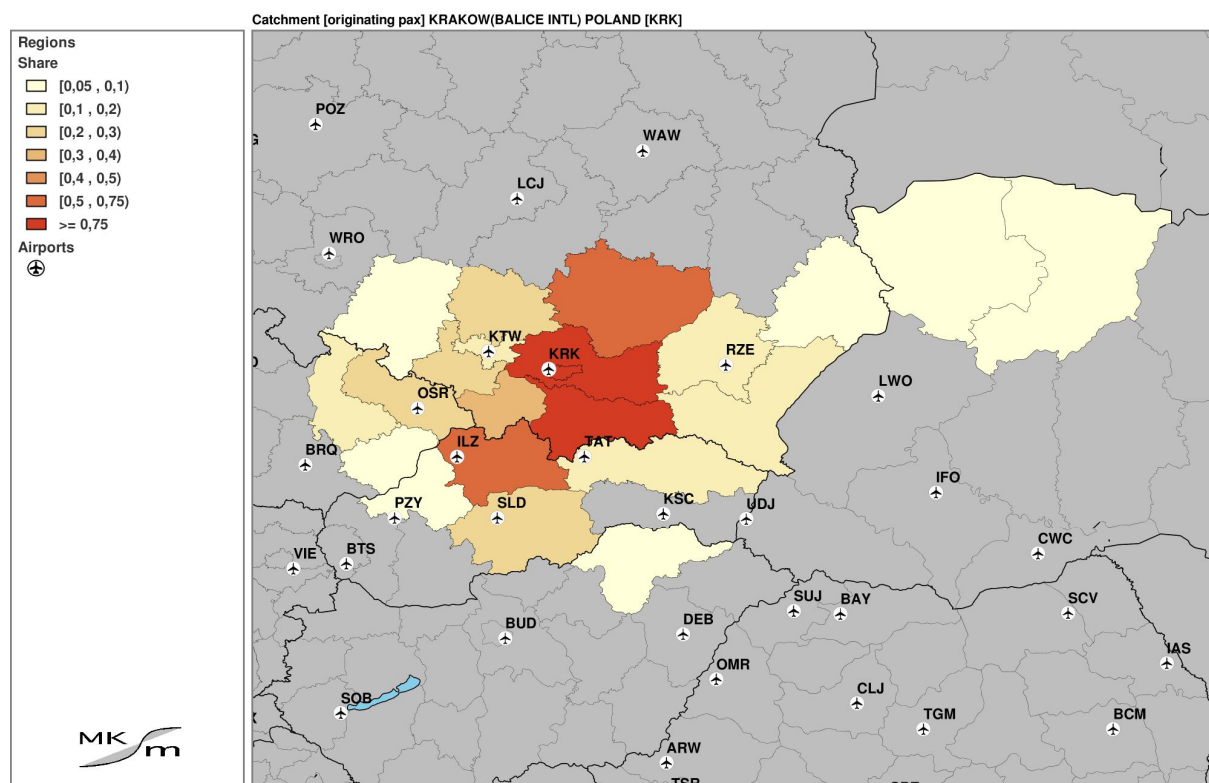 Catchment [originating pax] KRAKOW(BALICE INTL) POLAND [KRK]
Regions
Share
[0,05 , 0,1)
[0,1 , 0,2)
[0,2 , 0,3)
[0,3 , 0,4)
[0,4 , 0,5)
[0,5 , 0,75)
>= 0,75
Airports
POZ
WAW
LCJ
WRO
KTW
KRK
RZE
LWO
OSR
BRQ
ILZ
TAT
IFO
PZY
SLD
KSC
UDJ
CWC
VIE
BTS
SUJ
BAY
SCV
BUD
DEB
IAS
OMR
SOB
CLJ
TGM
BCM
ARW
MK
m